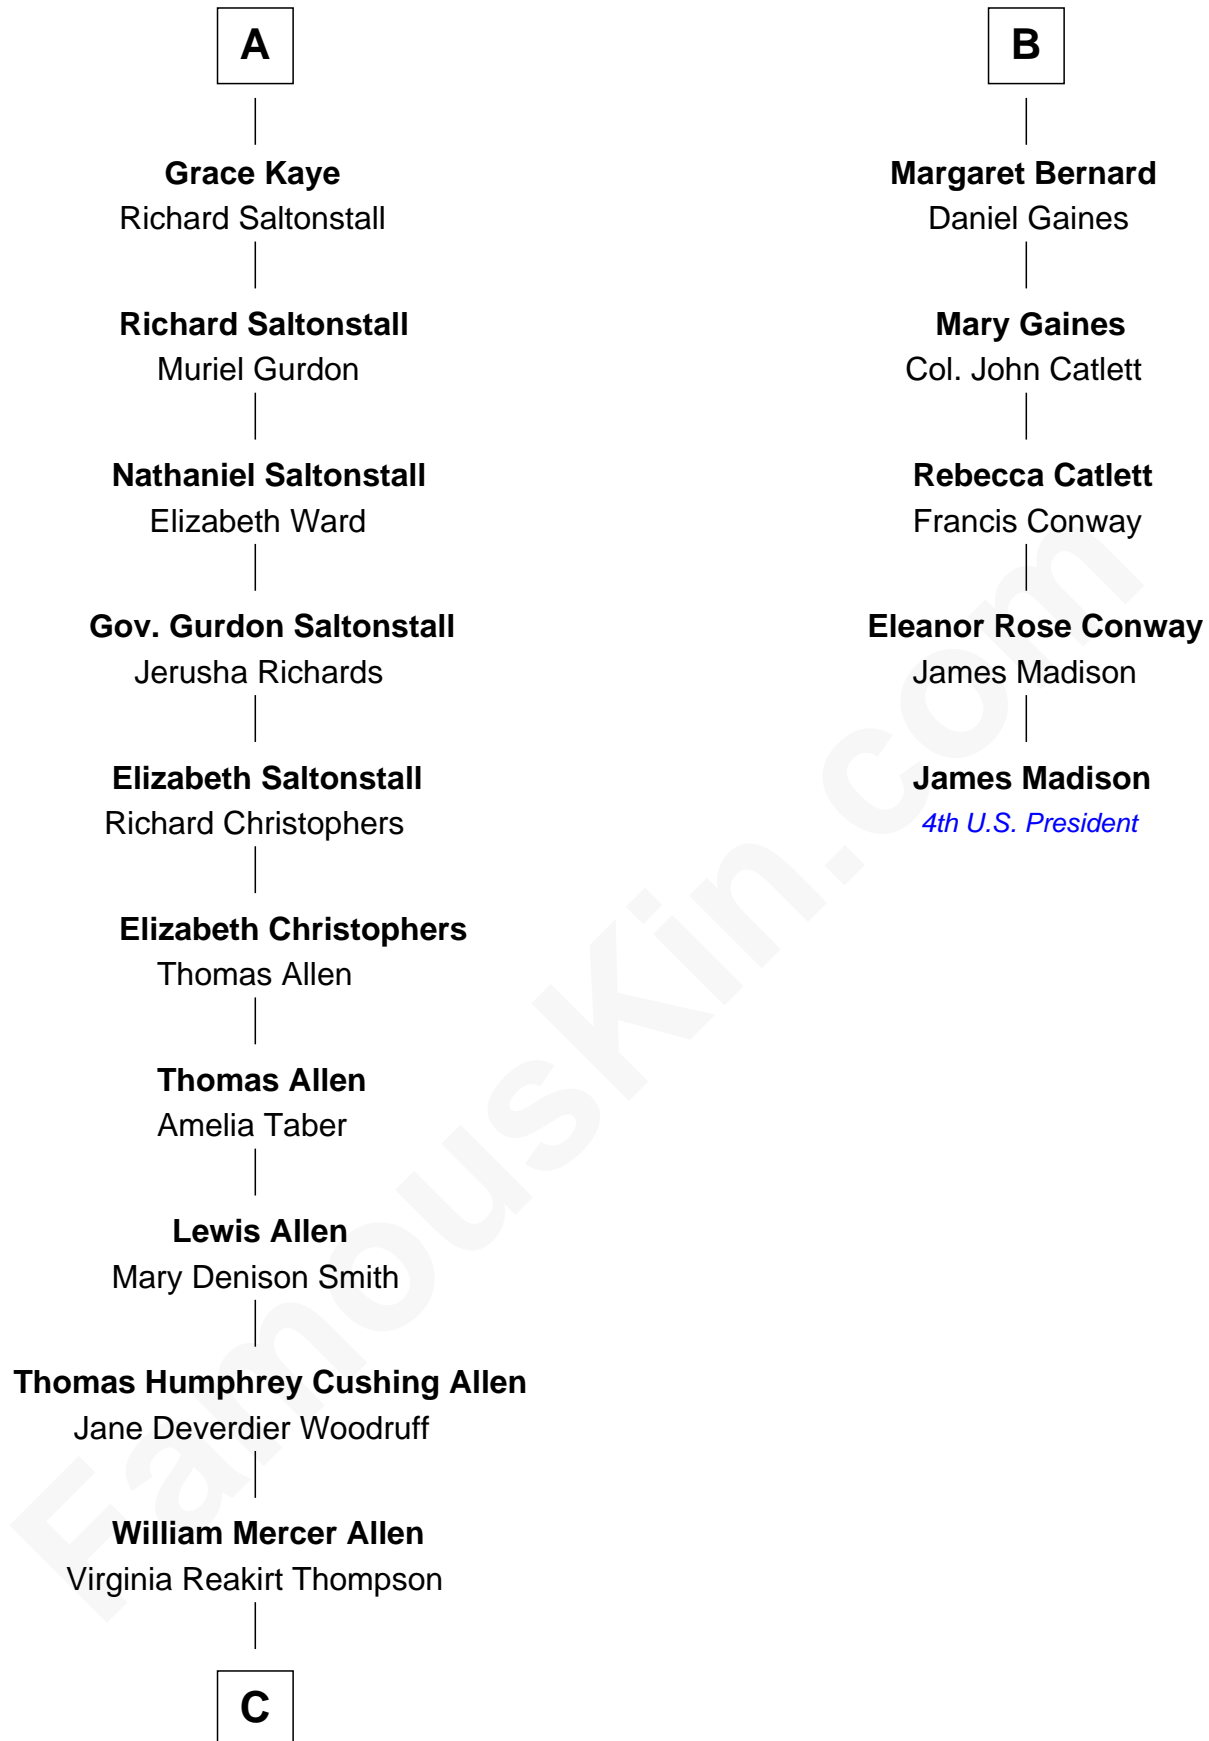 A
Grace Kaye
Richard Saltonstall
Richard Saltonstall
Muriel Gurdon
Nathaniel Saltonstall
Elizabeth Ward
Gov. Gurdon Saltonstall
Jerusha Richards
Elizabeth Saltonstall
Richard Christophers
Elizabeth Christophers
Thomas Allen
Thomas Allen
Amelia Taber
Lewis Allen
Mary Denison Smith
Thomas Humphrey Cushing Allen
Jane Deverdier Woodruff
William Mercer Allen
Virginia Reakirt Thompson
C
B
Margaret Bernard
Daniel Gaines
Mary Gaines
Col. John Catlett
Rebecca Catlett
Francis Conway
Eleanor Rose Conway
James Madison
James Madison
4th U.S. President
FamousKin.com